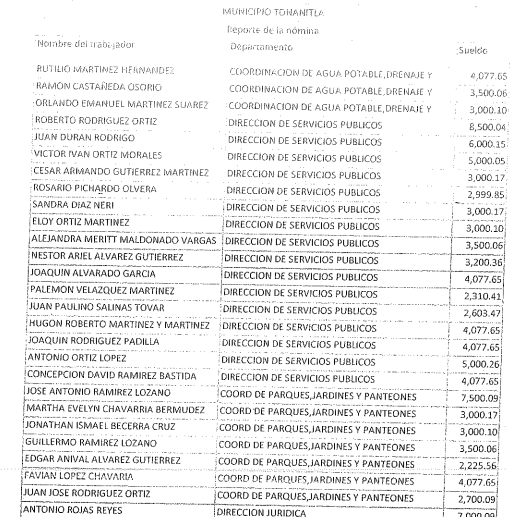 MUNICIPIO TONANITLA
Reporte de la nómina
Nombre del trabajador Departamento Sueldo
RUTILIO MARTINEZ HERNANDEZ COORDINACION DE AGUA POTABLE,DRENAJE Y 4,077.65
RAMON CASTAÑEDA OSORIO COORDINACION DE AGUA POTABLE,DRENAJE Y 3,500.06
ORLANDO EMANUEL MARTINEZ SUAREZ COORDINACION DE AGUA POTABLE,DRENAJE Y 3,000.10
ROBERTO RODRIGUEZ ORTIZ DIRECCION DE SERVICIOS PUBLICOS 8,500.04
JUAN DURAN RODRIGO DIRECCION DE SERVICIOS PUBLICOS 6,000.15
VICTOR IVAN ORTIZ MORALES DIRECCION DE SERVICIOS PUBLICOS 5,000.05
CESAR ARMANDO GUTIERREZ MARTINEZ DIRECCION DE SERVICIOS PUBLICOS 3,000.17
ROSARIO PICHARDO OLVERA DIRECCION DE SERVICIOS PUBLICOS 2,999.85
SANDRA DIAZ NERI DIRECCION DE SERVICIOS PUBLICOS 3,000.17
ELOY ORTIZ MARTINEZ DIRECCION DE SERVICIOS PUBLICOS 3,000.10
ALEJANDRA MERITT MALDONADO VARGAS DIRECCION DE SERVICIOS PUBLICOS 3,500.06
NESTOR ARIEL ALVAREZ GUTIERREZ DIRECCION DE SERVICIOS PUBLICOS 3,200.36
JOAQUIN ALVARADO GARCIA DIRECCION DE SERVICIOS PUBLICOS 4,077.65
PALEMON VELAZQUEZ MARTINEZ DIRECCION DE SERVICIOS PUBLICOS 2,310.41
JUAN PAULINO SALINAS TOVAR DIRECCION DE SERVICIOS PUBLICOS 2,603.47
HUGON ROBERTO MARTINEZ Y MARTINEZ DIRECCION DE SERVICIOS PUBLICOS 4,077.65
JOAQUIN RODRIGUEZ PADILLA DIRECCION DE SERVICIOS PUBLICOS 4,077.65
ANTONIO ORTIZ LOPEZ DIRECCION DE SERVICIOS PUBLICOS 5,000.26
CONCEPCION DAVID RAMIREZ BASTIDA DIRECCION DE SERVICIOS PUBLICOS 4,077.65
JOSE ANTONIO RAMIREZ LOZANO COORD DE PARQUES,JARDINES Y PANTEONES 7,500.09
MARTHA EVELYN CHAVARRIA BERMUDEZ COORD DE PARQUES,JARDINES Y PANTEONES 3,000.17
JONATHAN ISMAEL BECERRA CRUZ COORD DE PARQUES,JARDINES Y PANTEONES 3,000.10
GUILLERMO RAMIREZ LOZANO COORD DE PARQUES,JARDINES Y PANTEONES 3,500.06
EDGAR ANIVAL ALVAREZ GUTIERREZ COORD DE PARQUES,JARDINES Y PANTEONES 2,225.56
FAVIAN LOPEZ CHAVARIA COORD DE PARQUES,JARDINES Y PANTEONES 4,077.65
JUAN JOSE RODRIGUEZ ORTIZ COORD DE PARQUES,JARDINES Y PANTEONES 2,700.09
ANTONIO ROJAS REYES DIRECCION JURIDICA 7,000.09